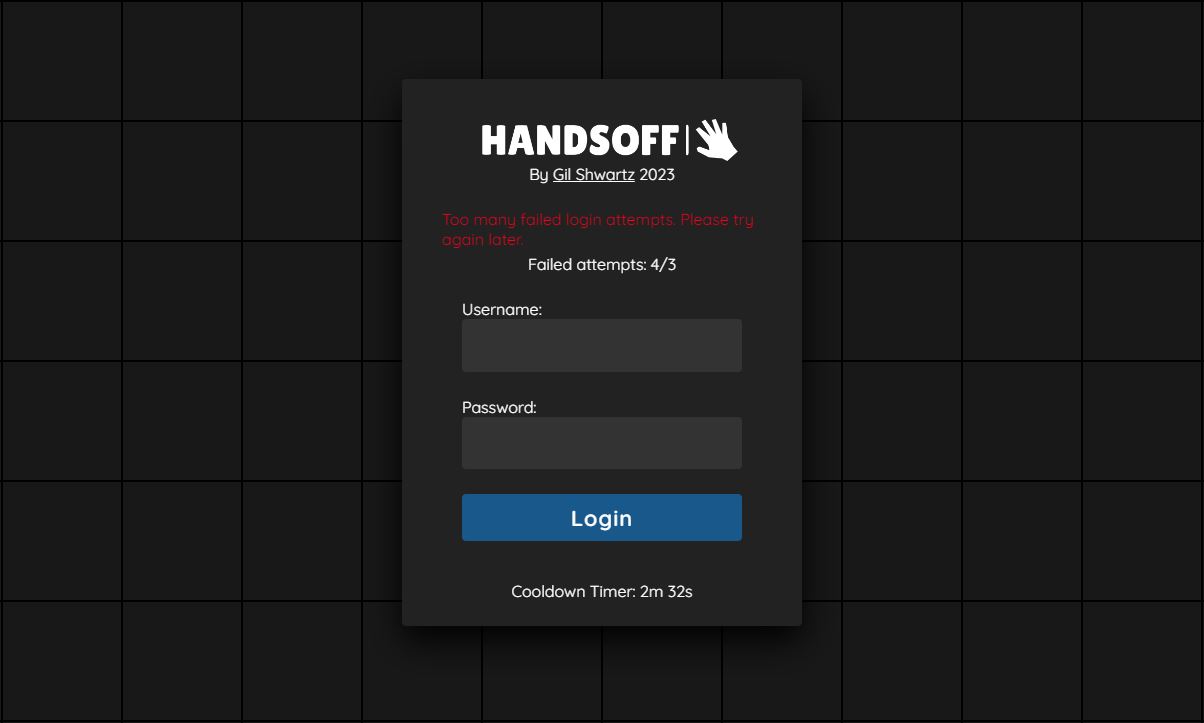 HANDSOFF
By Gil Shwartz 2023
Too many failed login attempts. Please try
again later.
Failed attempts: 4/3
Username:
Password:
Login
Cooldown Timer: 2m 32s